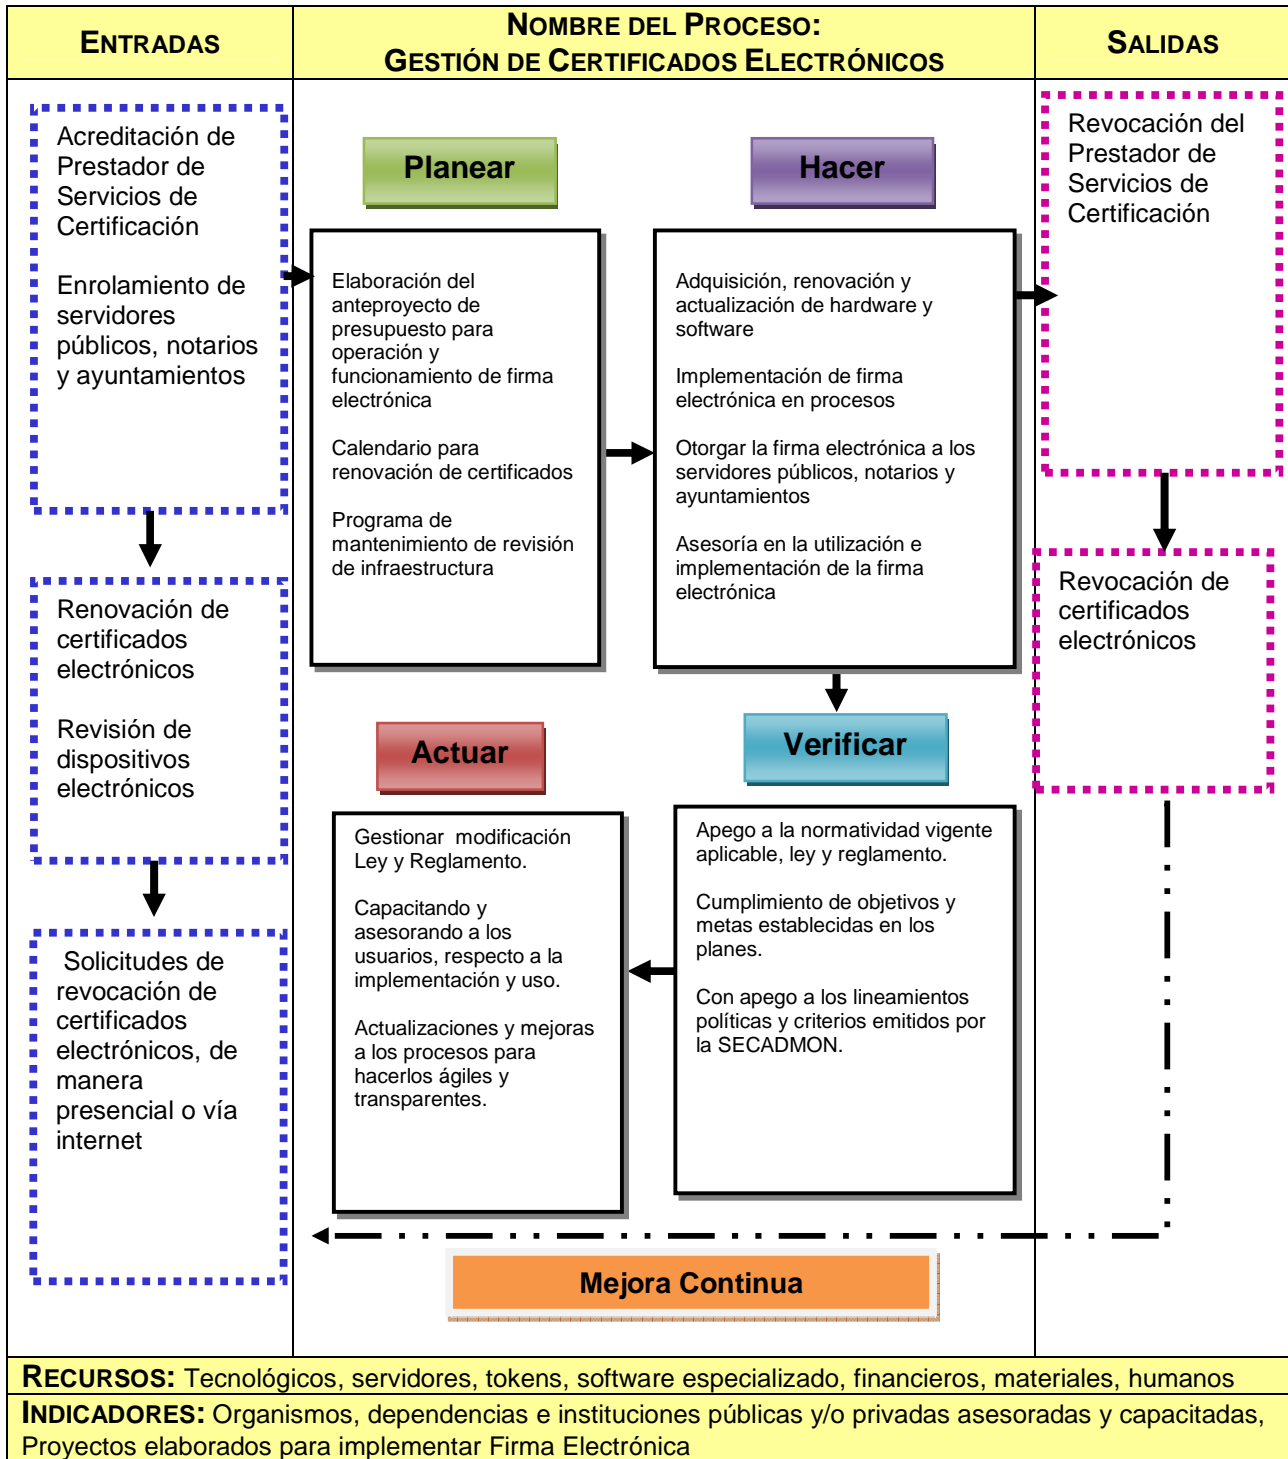 ENTRADAS
NOMBRE DEL PROCESO:
GESTIÓN DE CERTIFICADOS ELECTRÓNICOS
SALIDAS
Acreditación de
Prestador de
Servicios de
Certificación
Enrolamiento de
servidores
públicos, notarios
y ayuntamientos
Renovación de
certificados
electrónicos
Revisión de
dispositivos
electrónicos
Solicitudes de
revocación de
certificados
electrónicos, de
manera
presencial o vía
internet
Planear
Elaboración del
anteproyecto de
presupuesto para
operación y
funcionamiento de firma
electrónica
Calendario para
renovación de certificados
Programa de
mantenimiento de revisión
de infraestructura
Hacer
Adquisición, renovación y
actualización de hardware y
software
Implementación de firma
electrónica en procesos
Otorgar la firma electrónica a los
servidores públicos, notarios y
ayuntamientos
Asesoría en la utilización e
implementación de la firma
electrónica
Actuar
Gestionar modificación
Ley y Reglamento.
Capacitando y
asesorando a los
usuarios, respecto a la
implementación y uso.
Actualizaciones y mejoras
a los procesos para
hacerlos ágiles y
transparentes.
Verificar
Apego a la normatividad vigente
aplicable, ley y reglamento.
Cumplimiento de objetivos y
metas establecidas en los
planes.
Con apego a los lineamientos
políticas y criterios emitidos por
la SECADMON.
Revocación del
Prestador de
Servicios de
Certificación
Revocación de
certificados
electrónicos
Mejora Continua
RECURSOS: Tecnológicos, servidores, tokens, software especializado, financieros, materiales, humanos
INDICADORES: Organismos, dependencias e instituciones públicas y/o privadas asesoradas y capacitadas,
Proyectos elaborados para implementar Firma Electrónica